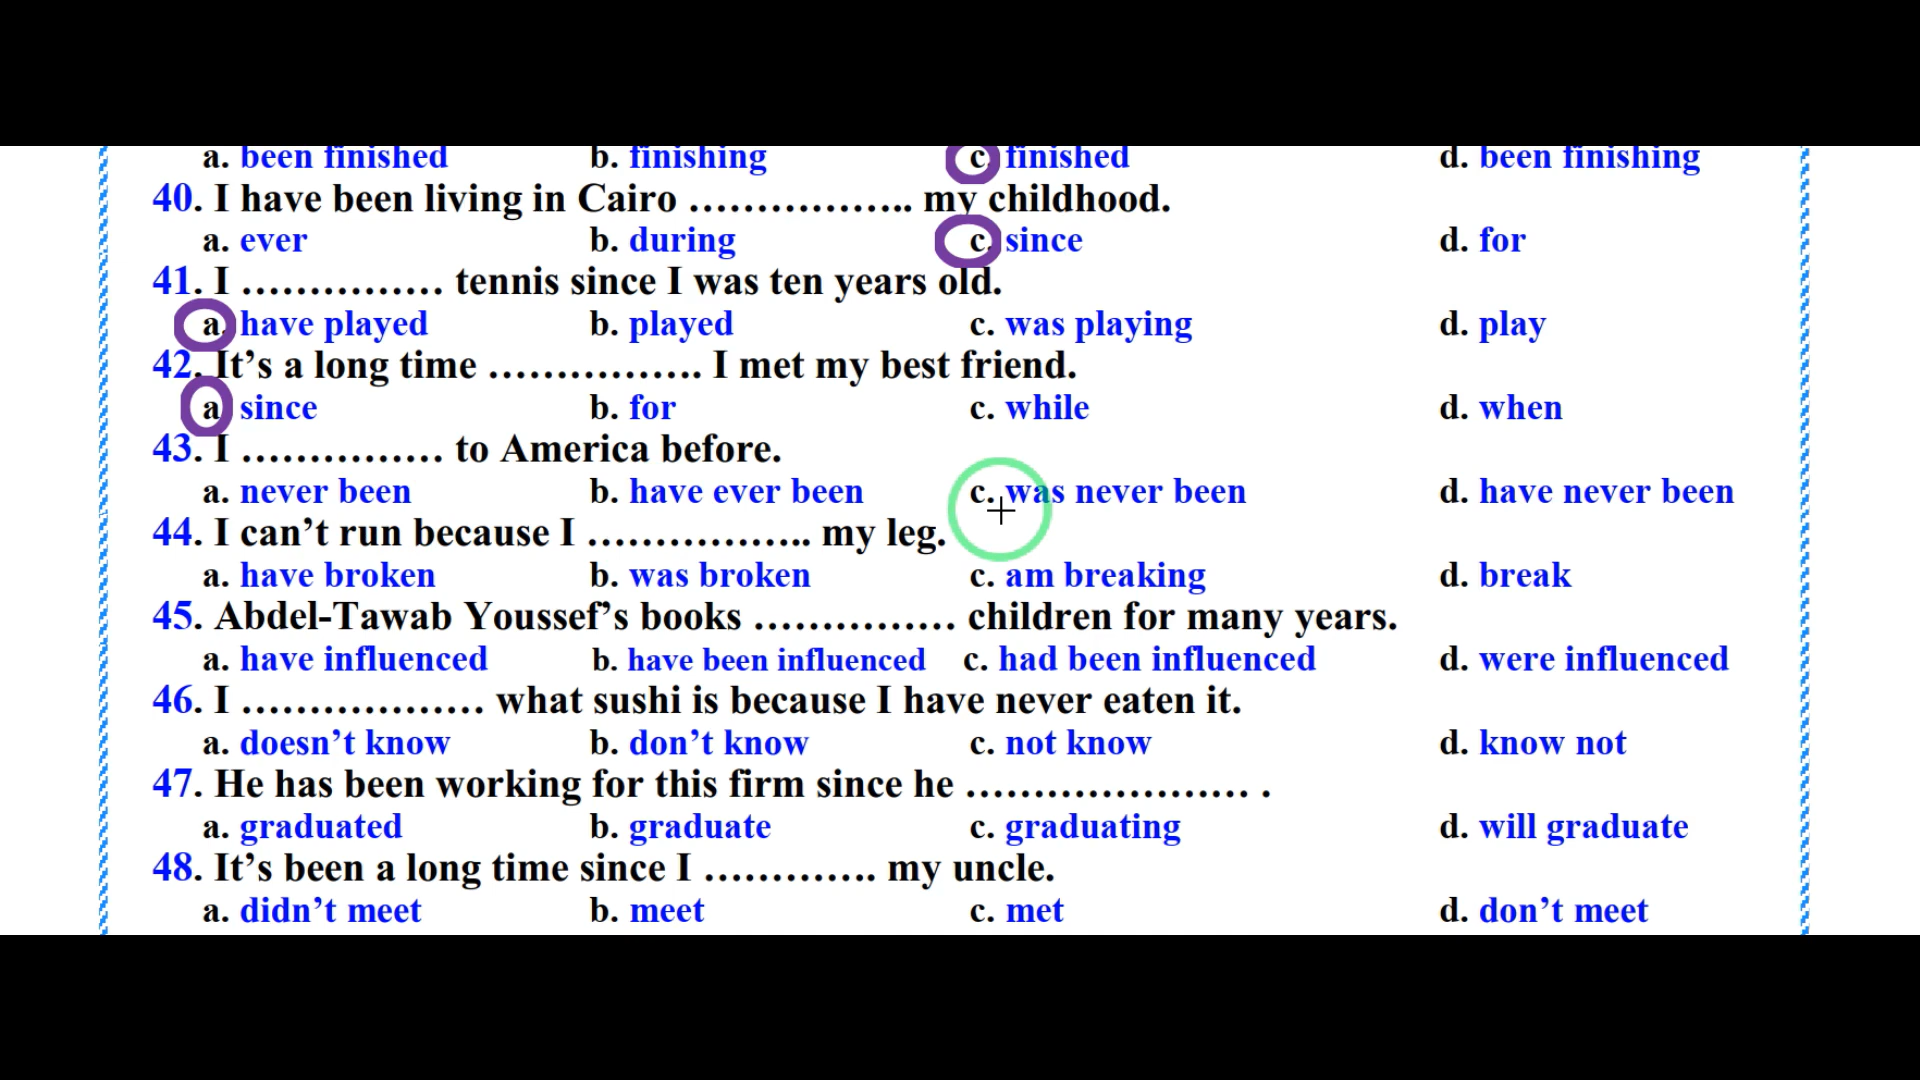 a. been finished b. finishing c. finished d. been finishing
40. I have been living in Cairo …………….. my childhood.
a. ever b. during c. since d. for
41. I …………… tennis since I was ten years old.
a. have played b. played c. was playing d. play
42. It’s a long time ……………. I met my best friend.
a. since b. for c. while d. when
43. I …………… to America before.
a. never been b. have ever been c. was never been d. have never been
44. I can’t run because I …………….. my leg.
a. have broken b. was broken c. am breaking d. break
45. Abdel-Tawab Youssef’s books …………… children for many years.
a. have influenced b. have been influenced c. had been influenced d. were influenced
46. I ……………… what sushi is because I have never eaten it.
a. doesn’t know b. don’t know c. not know d. know not
47. He has been working for this firm since he ………………… .
a. graduated b. graduate c. graduating d. will graduate
48. It’s been a long time since I …………. my uncle.
a. didn’t meet b. meet c. met d. don’t meet